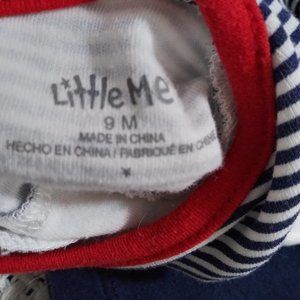 Little Me
9 M
MADE IN CHINA
HECHO EN CHINA / FABRIQUÉ EN CHINE